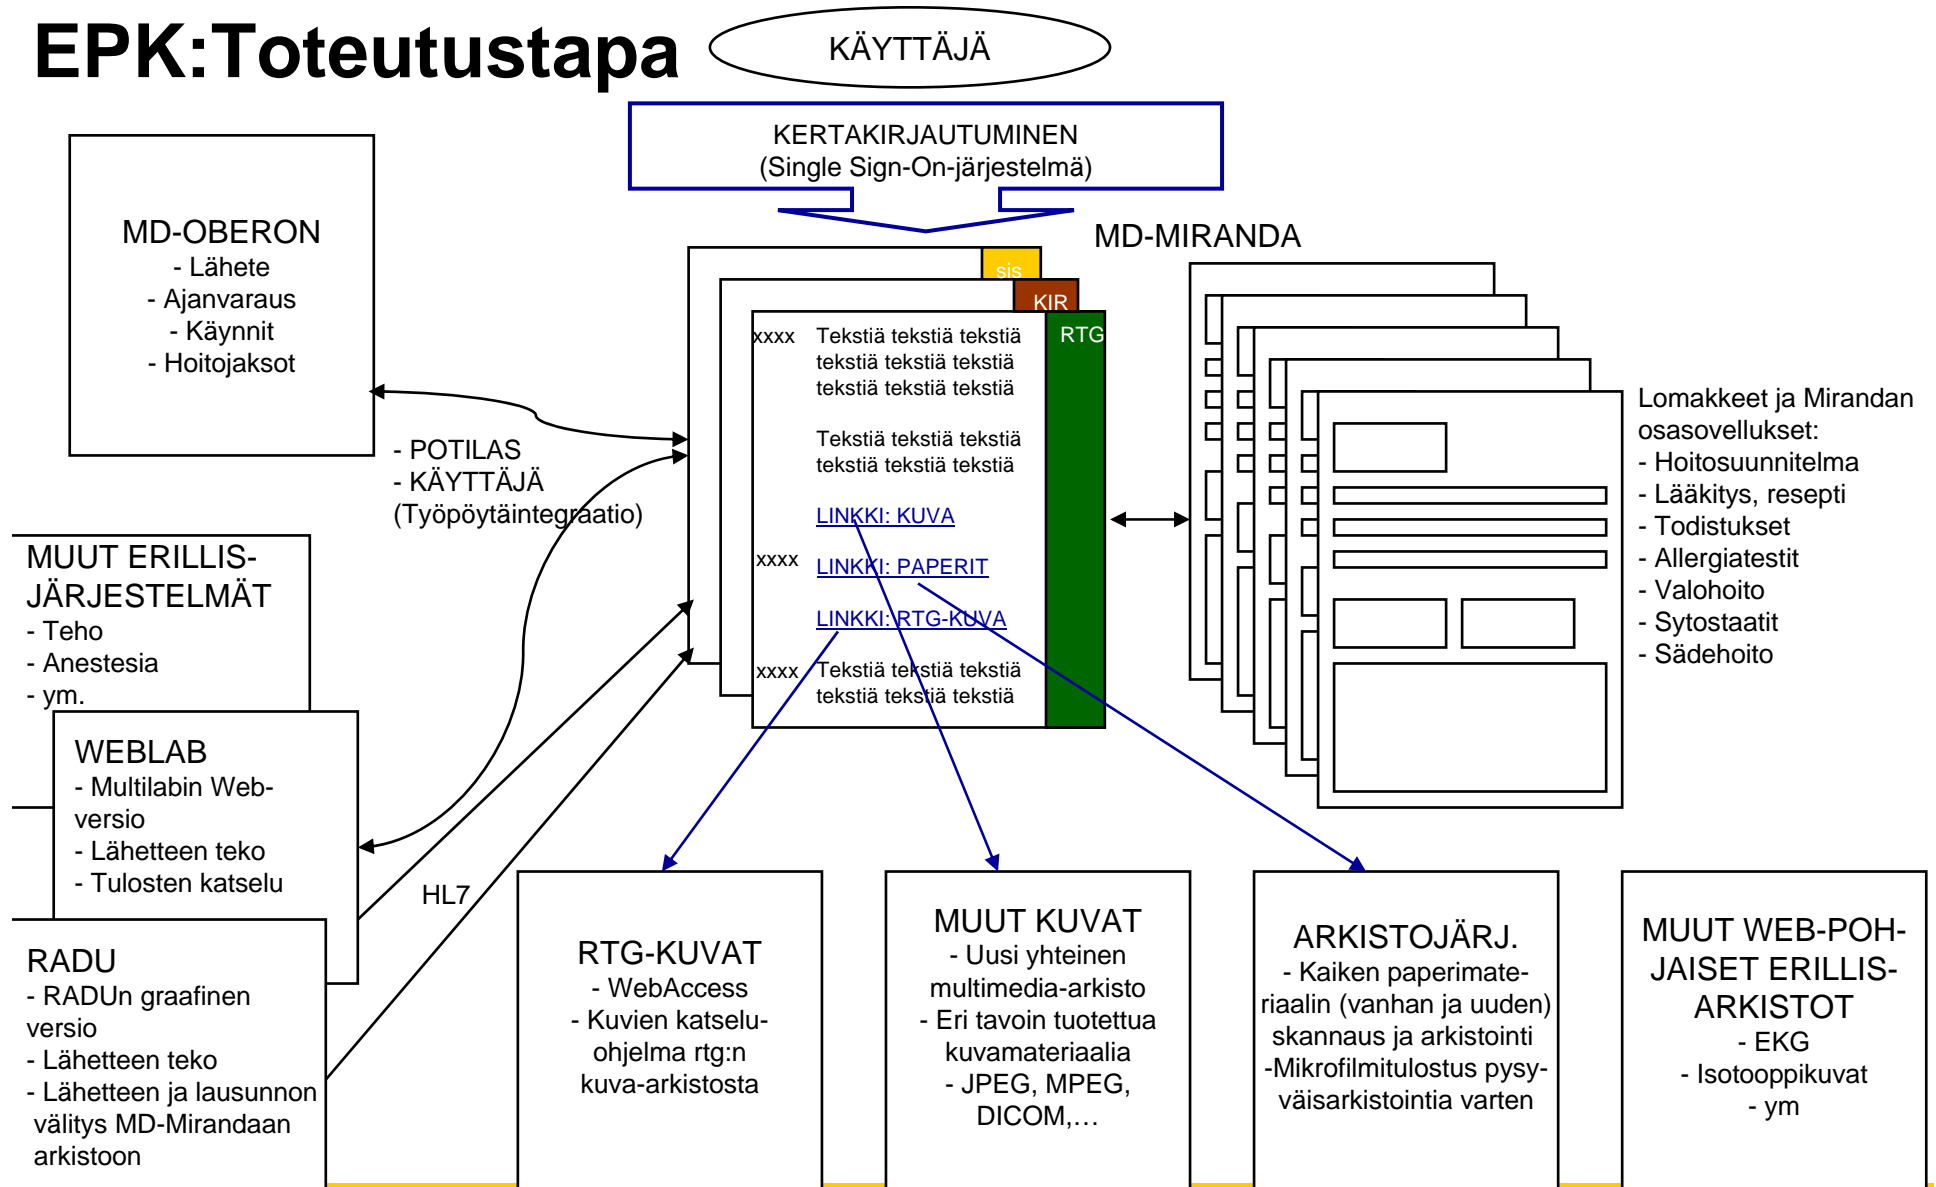 EPK:Toteutustapa
KÄYTTÄJÄ
KERTAKIRJAUTUMINEN
(Single Sign-On-järjestelmä)
MD-OBERON
- Lähete
- Ajanvaraus
- Käynnit
- Hoitojaksot
MD-MIRANDA
sis
KIR
RTG
xxxx
Tekstiä tekstiä tekstiä
tekstiä tekstiä tekstiä
tekstiä tekstiä tekstiä
Tekstiä tekstiä tekstiä
tekstiä tekstiä tekstiä
LINKKI: KUVA
xxxx
LINKKI: PAPERIT
LINKKI: RTG-KUVA
xxxx
Tekstiä tekstiä tekstiä
tekstiä tekstiä tekstiä
- POTILAS
- KÄYTTÄJÄ
(Työpöytäintegraatio)
Lomakkeet ja Mirandan
osasovellukset:
- Hoitosuunnitelma
- Lääkitys, resepti
- Todistukset
- Allergiatestit
- Valohoito
- Sytostaatit
- Sädehoito
MUUT ERILLIS-
JÄRJESTELMÄT
- Teho
- Anestesia
- ym.
WEBLAB
- Multilabin Web-
versio
- Lähetteen teko
- Tulosten katselu
HL7
RADU
- RADUn graafinen
versio
- Lähetteen teko
- Lähetteen ja lausunnon
välitys MD-Mirandaan
arkistoon
RTG-KUVAT
- WebAccess
- Kuvien katselu-
ohjelma rtg:n
kuva-arkistosta
MUUT KUVAT
- Uusi yhteinen
multimedia-arkisto
- Eri tavoin tuotettua
kuvamateriaalia
- JPEG, MPEG,
DICOM,…
ARKISTOJÄRJ.
- Kaiken paperimate-
riaalin (vanhan ja uuden)
skannaus ja arkistointi
-Mikrofilmitulostus pysy-
väisarkistointia varten
MUUT WEB-POH-
JAISET ERILLIS-
ARKISTOT
- EKG
- Isotooppikuvat
- ym